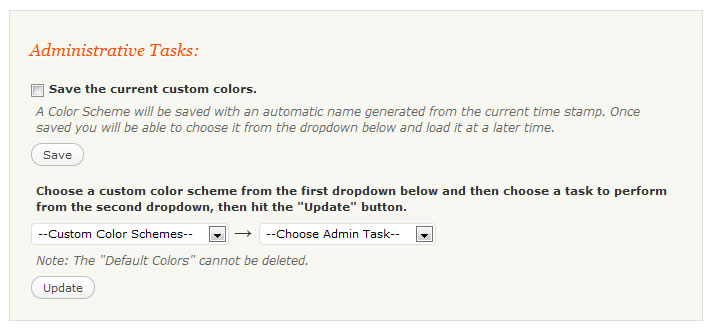 Administrative Tasks:
Save the current custom colors.
A Color Scheme will be saved with an automatic name generated from the current time stamp. Once
saved you will be able to choose it from the dropdown below and load it at a later time.
Save
Choose a custom color scheme from the first dropdown below and then choose a task to perform
from the second dropdown, then hit the "Update" button.
--Custom Color Schemes-- → --Choose Admin Task--
Note: The "Default Colors" cannot be deleted.
Update